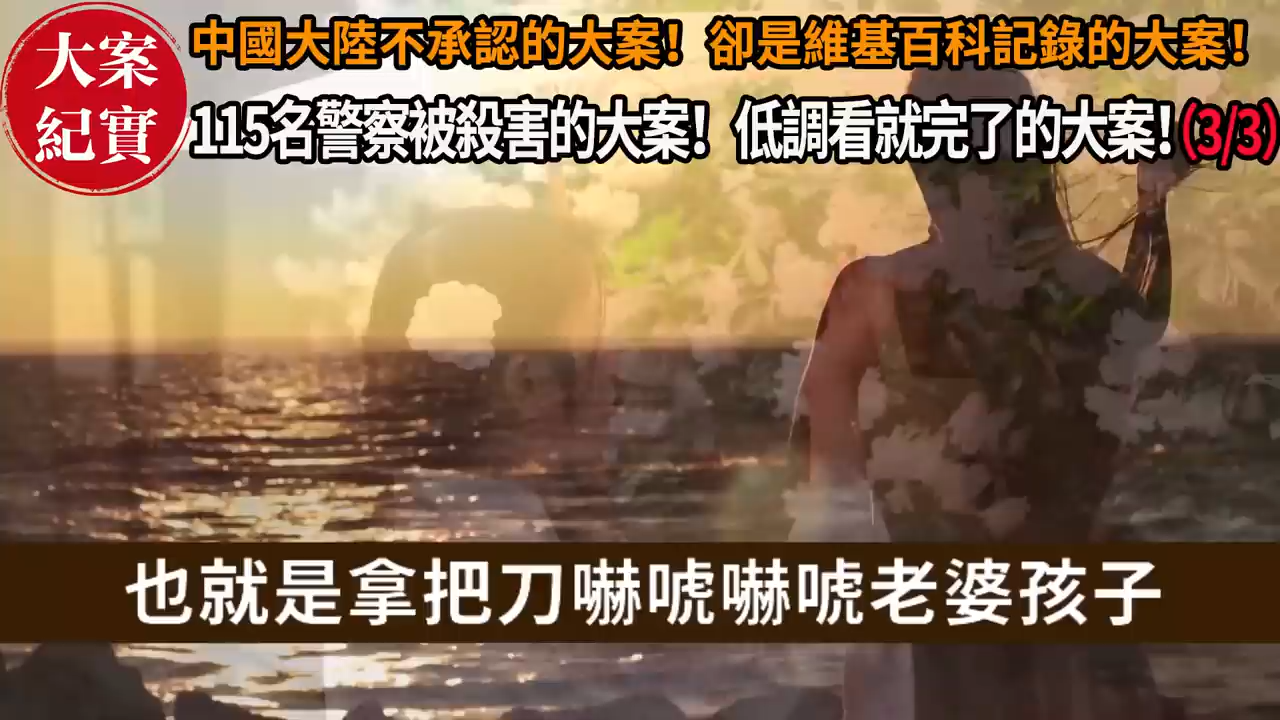 大案
紀實
中國大陸不承認的大案！卻是維基百科記錄的大案！
115名警察被殺害的大案！低調看就完了的大案！(3/3)
也就是拿把刀嚇唬嚇唬老婆孩子